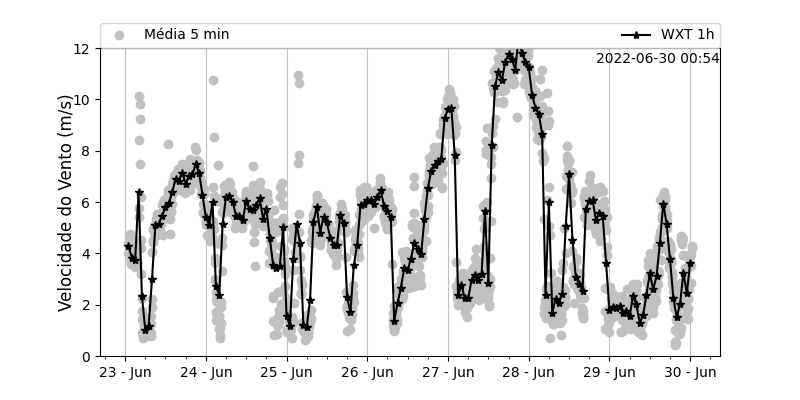 Média 5 min
WXT 1h
2022-06-30 00:54
Velocidade do Vento (m/s)
12
10
8
6
4
2
0
23 - Jun
24 - Jun
25 - Jun
26 - Jun
27 - Jun
28 - Jun
29 - Jun
30 - Jun